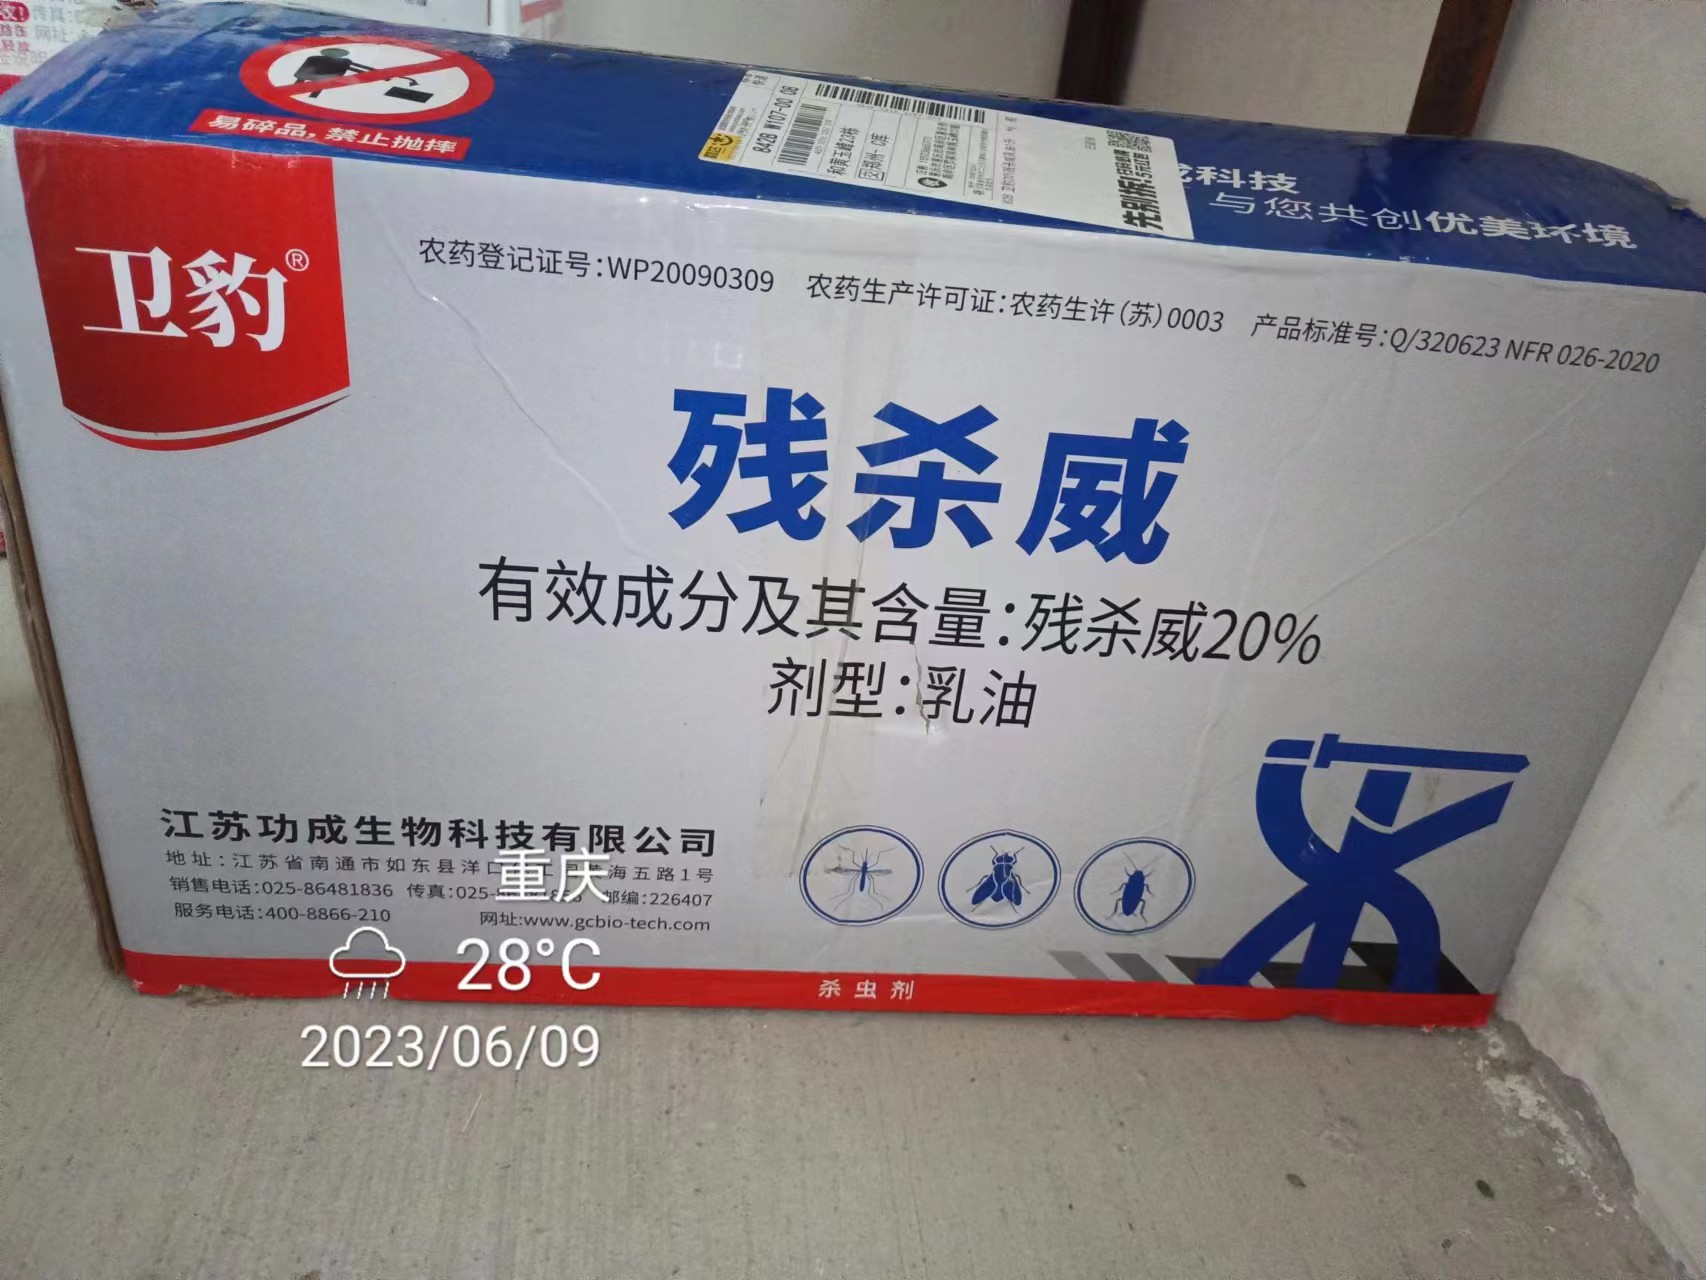 易碎品，禁止抛摔
8428 W107-00 08
科技
与您共创优美环境
卫豹®
农药登记证号：WP20090309 农药生产许可证：农药生许（苏）0003 产品标准号：Q/320623 NFR 026-2020
残杀威
有效成分及其含量：残杀威20%
剂型：乳油
江苏功成生物科技有限公司
地址：江苏省南通市如东县洋口 海五路1号
销售电话：025-86481836 传真：025- 邮编：226407
服务电话：400-8866-210 网址：www.gcbio-tech.com
杀虫剂
重庆
28°C
2023/06/09